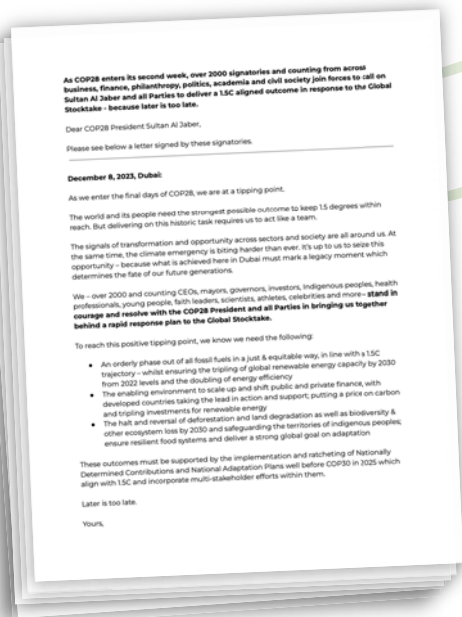 As COP28 enters its second week, over 2000 signatories and counting from across
business, finance, philanthropy, politics, academia and civil society join forces to call on
Sultan Al Jaber and all Parties to deliver a 1.5C aligned outcome in response to the Global
Stocktake - because later is too late.
Dear COP28 President Sultan Al Jaber,
Please see below a letter signed by these signatories.
December 8, 2023, Dubai:
As we enter the final days of COP28, we are at a tipping point.
The world and its people need the strongest possible outcome to keep 1.5 degrees within
reach. But delivering on this historic task requires us to act like a team.
The signals of transformation and opportunity across sectors and society are all around us. At
the same time, the climate emergency is biting harder than ever. It's up to us to seize this
opportunity – because what is achieved here in Dubai must mark a legacy moment which
determines the fate of our future generations.
We – over 2000 and counting CEOs, mayors, governors, investors, Indigenous peoples, health
professionals, young people, faith leaders, scientists, athletes, celebrities and more– stand in
courage and resolve with the COP28 President and all Parties in bringing us together
behind a rapid response plan to the Global Stocktake.
To reach this positive tipping point, we know we need the following:
● An orderly phase out of all fossil fuels in a just & equitable way, in line with a 1.5C
trajectory – whilst ensuring the tripling of global renewable energy capacity by 2030
from 2022 levels and the doubling of energy efficiency
● The enabling environment to scale up and shift public and private finance, with
developed countries taking the lead in action and support; putting a price on carbon
and tripling investments for renewable energy
● The halt and reversal of deforestation and land degradation as well as biodiversity &
other ecosystem loss by 2030 and safeguarding the territories of indigenous peoples;
ensure resilient food systems and deliver a strong global goal on adaptation
These outcomes must be supported by the implementation and ratcheting of Nationally
Determined Contributions and National Adaptation Plans well before COP30 in 2025 which
align with 1.5C and incorporate multi-stakeholder efforts within them.
Later is too late.
Yours,